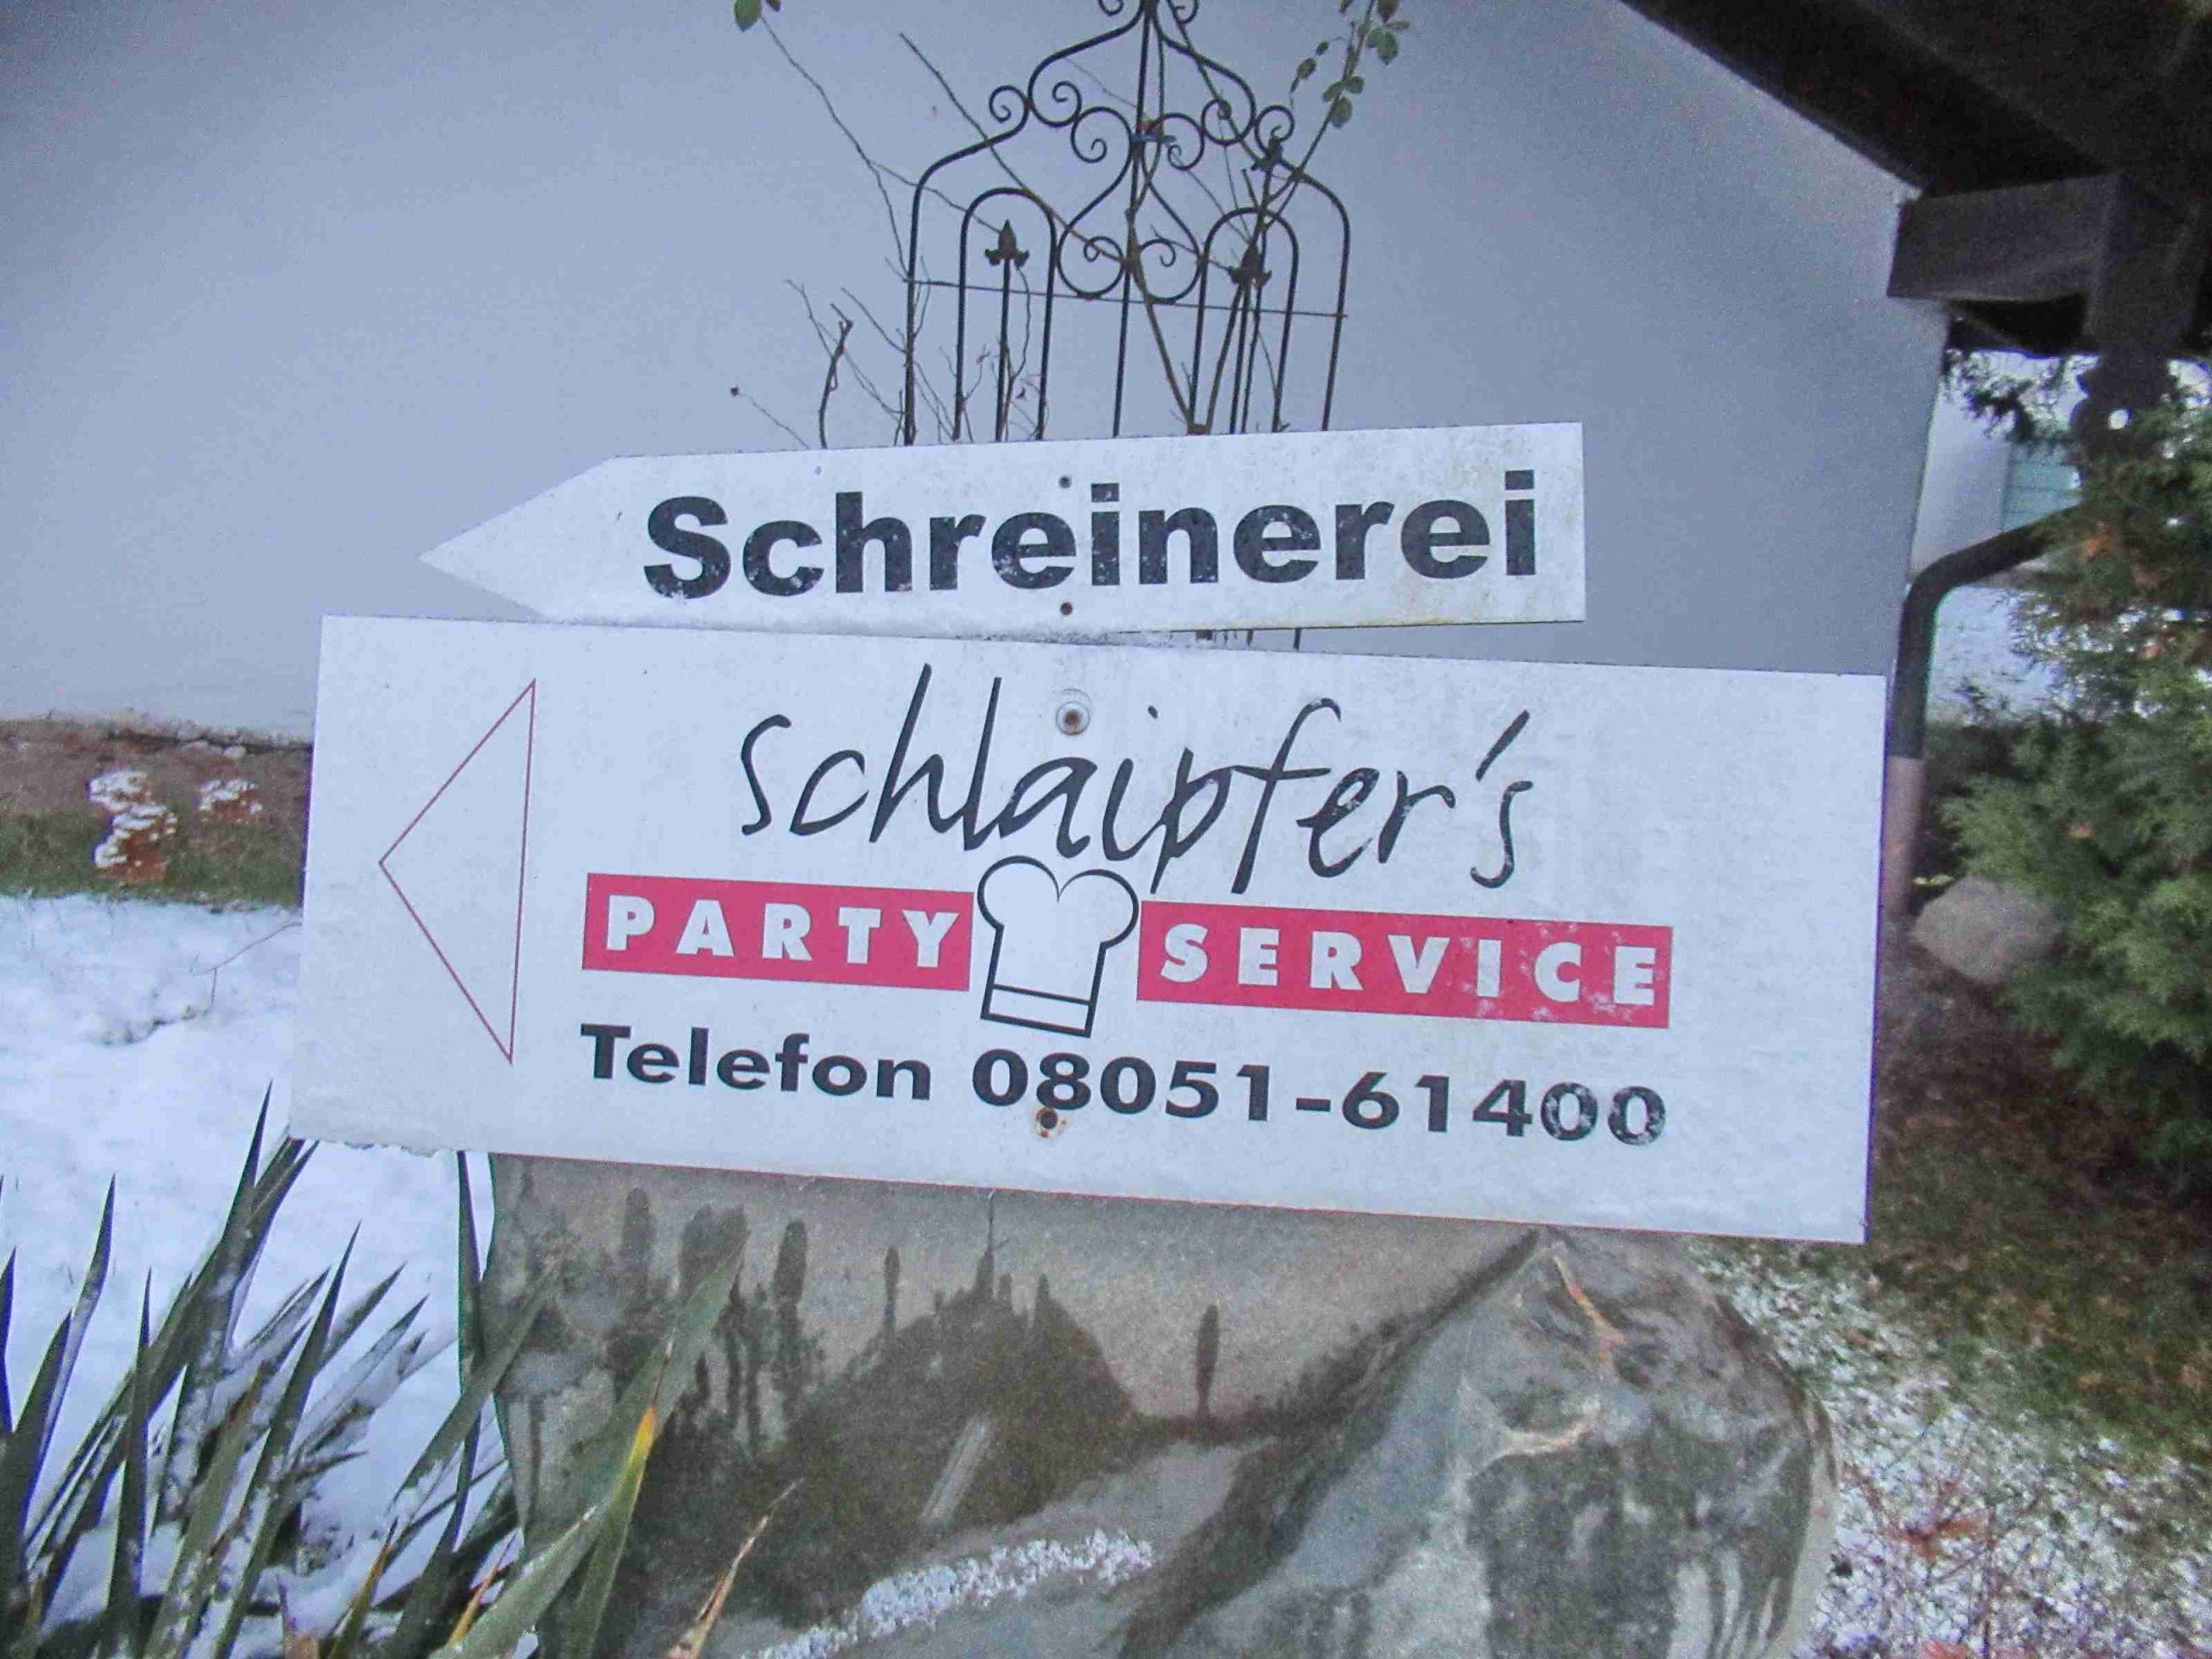 Schreinerei
schlaipfer's
PARTY SERVICE
Telefon 08051-61400